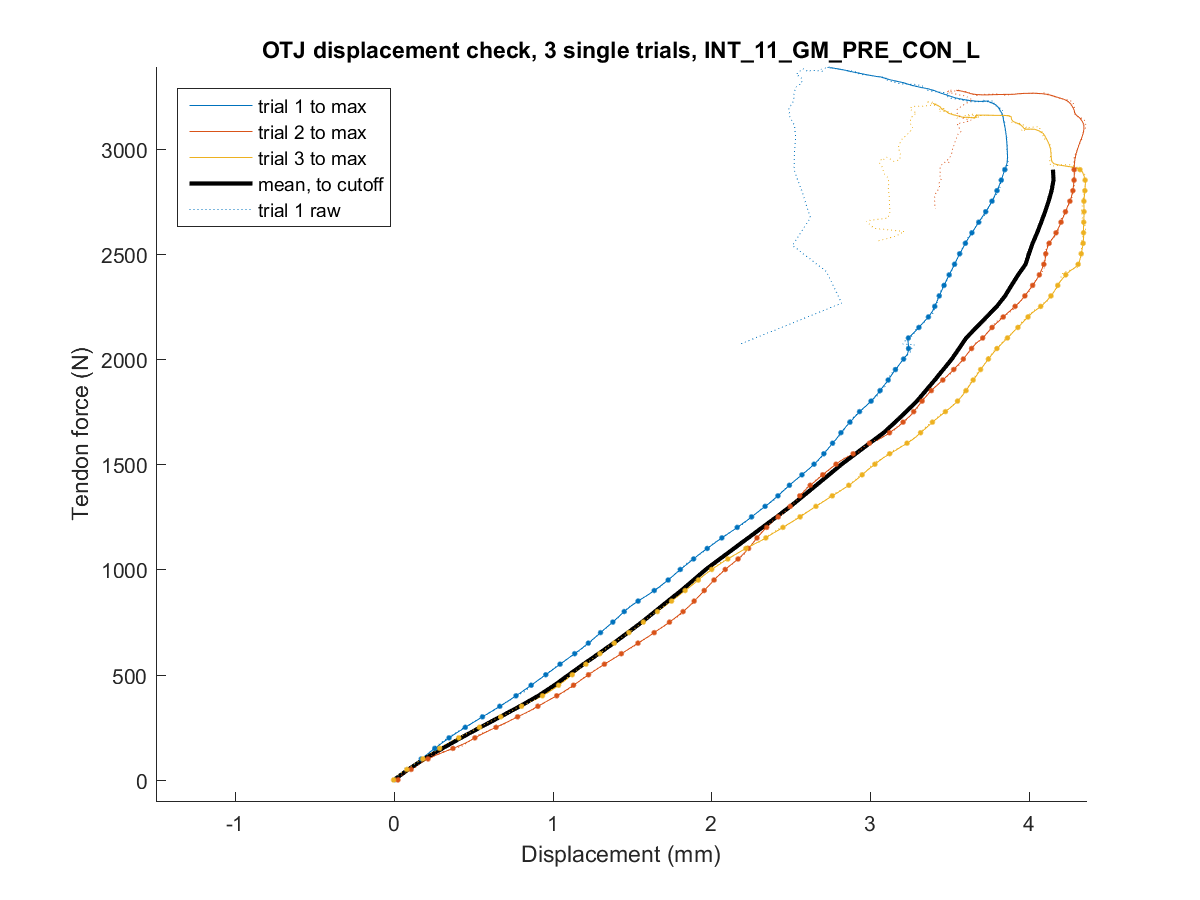 OTJ displacement check, 3 single trials, INT_11_GM_PRE_CON_L
trial 1 to max
trial 2 to max
trial 3 to max
mean, to cutoff
trial 1 raw
3000
2500
2000
1500
1000
500
0
Tendon force (N)
-1 0 1 2 3 4
Displacement (mm)